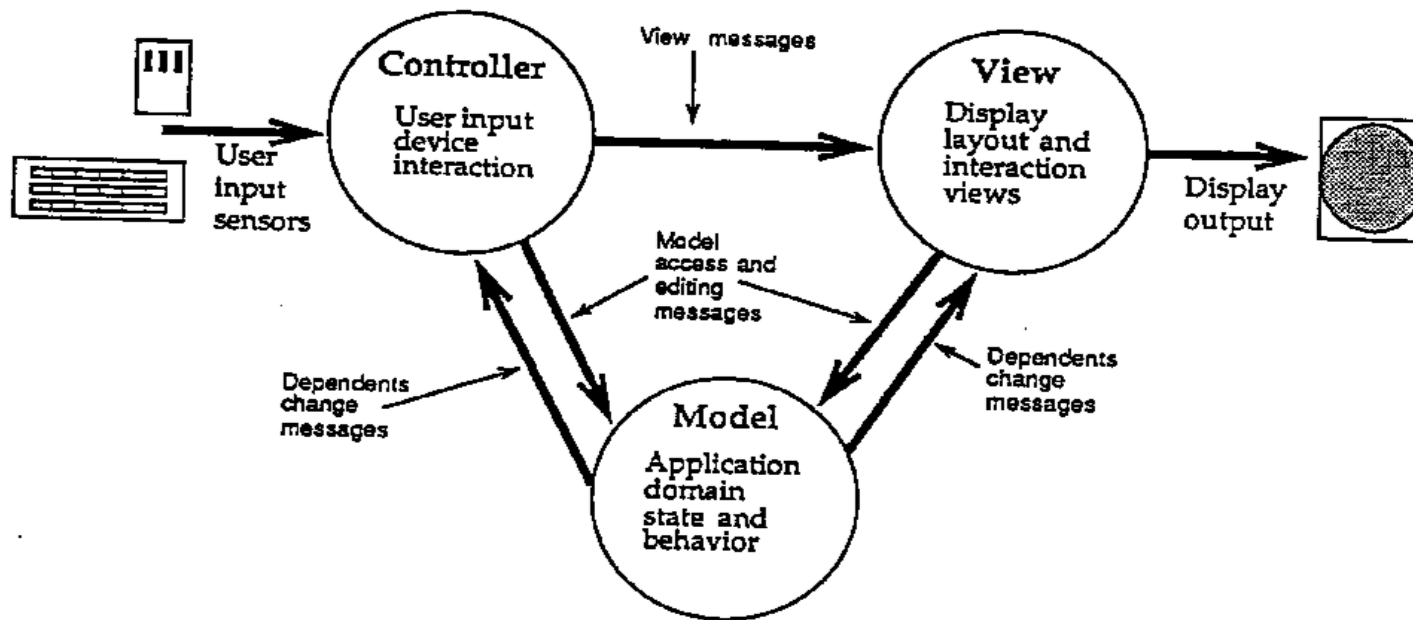 View messages
Controller
User input
device
interaction
View
Display
layout and
interaction
views
User
input
sensors
Display
output
Model
access and
editing
messages
Dependents
change
messages
Dependents
change
messages
Model
Application
domain
state and
behavior